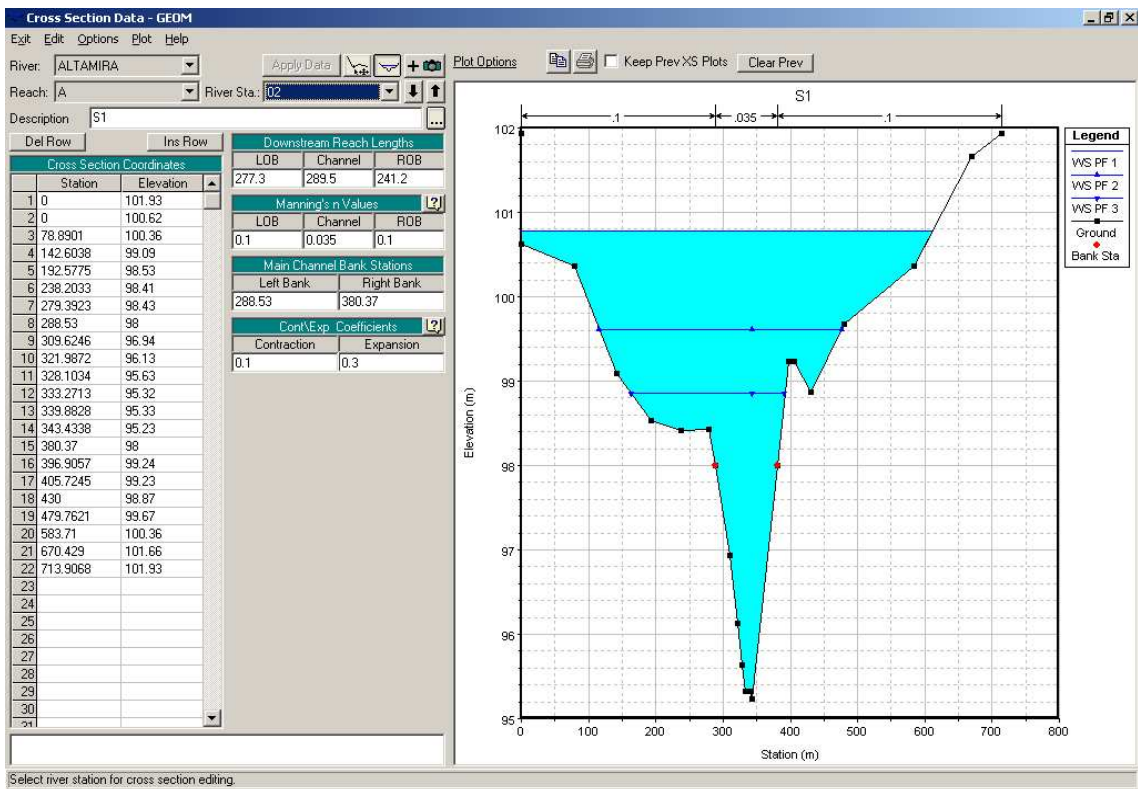 Cross Section Data - GEOM
Exit Edit Options Plot Help
River: ALTAMIRA Apply Data Plot Options Keep Prev XS Plots Clear Prev
Reach: A River Sta.: 02
Description S1 ...
Del Row Ins Row
Cross Section Coordinates
Station Elevation
1 0 101.93
2 0 100.62
3 78.8901 100.36
4 142.6038 99.09
5 192.5775 98.53
6 238.2033 98.41
7 279.3923 98.43
8 288.53 98
9 309.6246 96.94
10 321.9872 96.13
11 328.1034 95.63
12 333.2713 95.32
13 339.8828 95.33
14 343.4338 95.23
15 380.37 98
16 396.9057 99.24
17 405.7245 99.23
18 430 98.87
19 479.7621 99.67
20 583.71 100.36
21 670.429 101.66
22 713.9068 101.93
23
24
25
26
27
28
29
30
31
Downstream Reach Lengths
LOB Channel ROB
277.3 289.5 241.2
Manning's n Values
LOB Channel ROB
0.1 0.035 0.1
Main Channel Bank Stations
Left Bank Right Bank
288.53 380.37
Cont\Exp Coefficients
Contraction Expansion
0.1 0.3
S1
.1 .035 .1
102
101
100
99
98
97
96
95
Elevation (m)
0 100 200 300 400 500 600 700 800
Station (m)
Legend
WS PF 1
WS PF 2
WS PF 3
Ground
Bank Sta
Select river station for cross section editing.